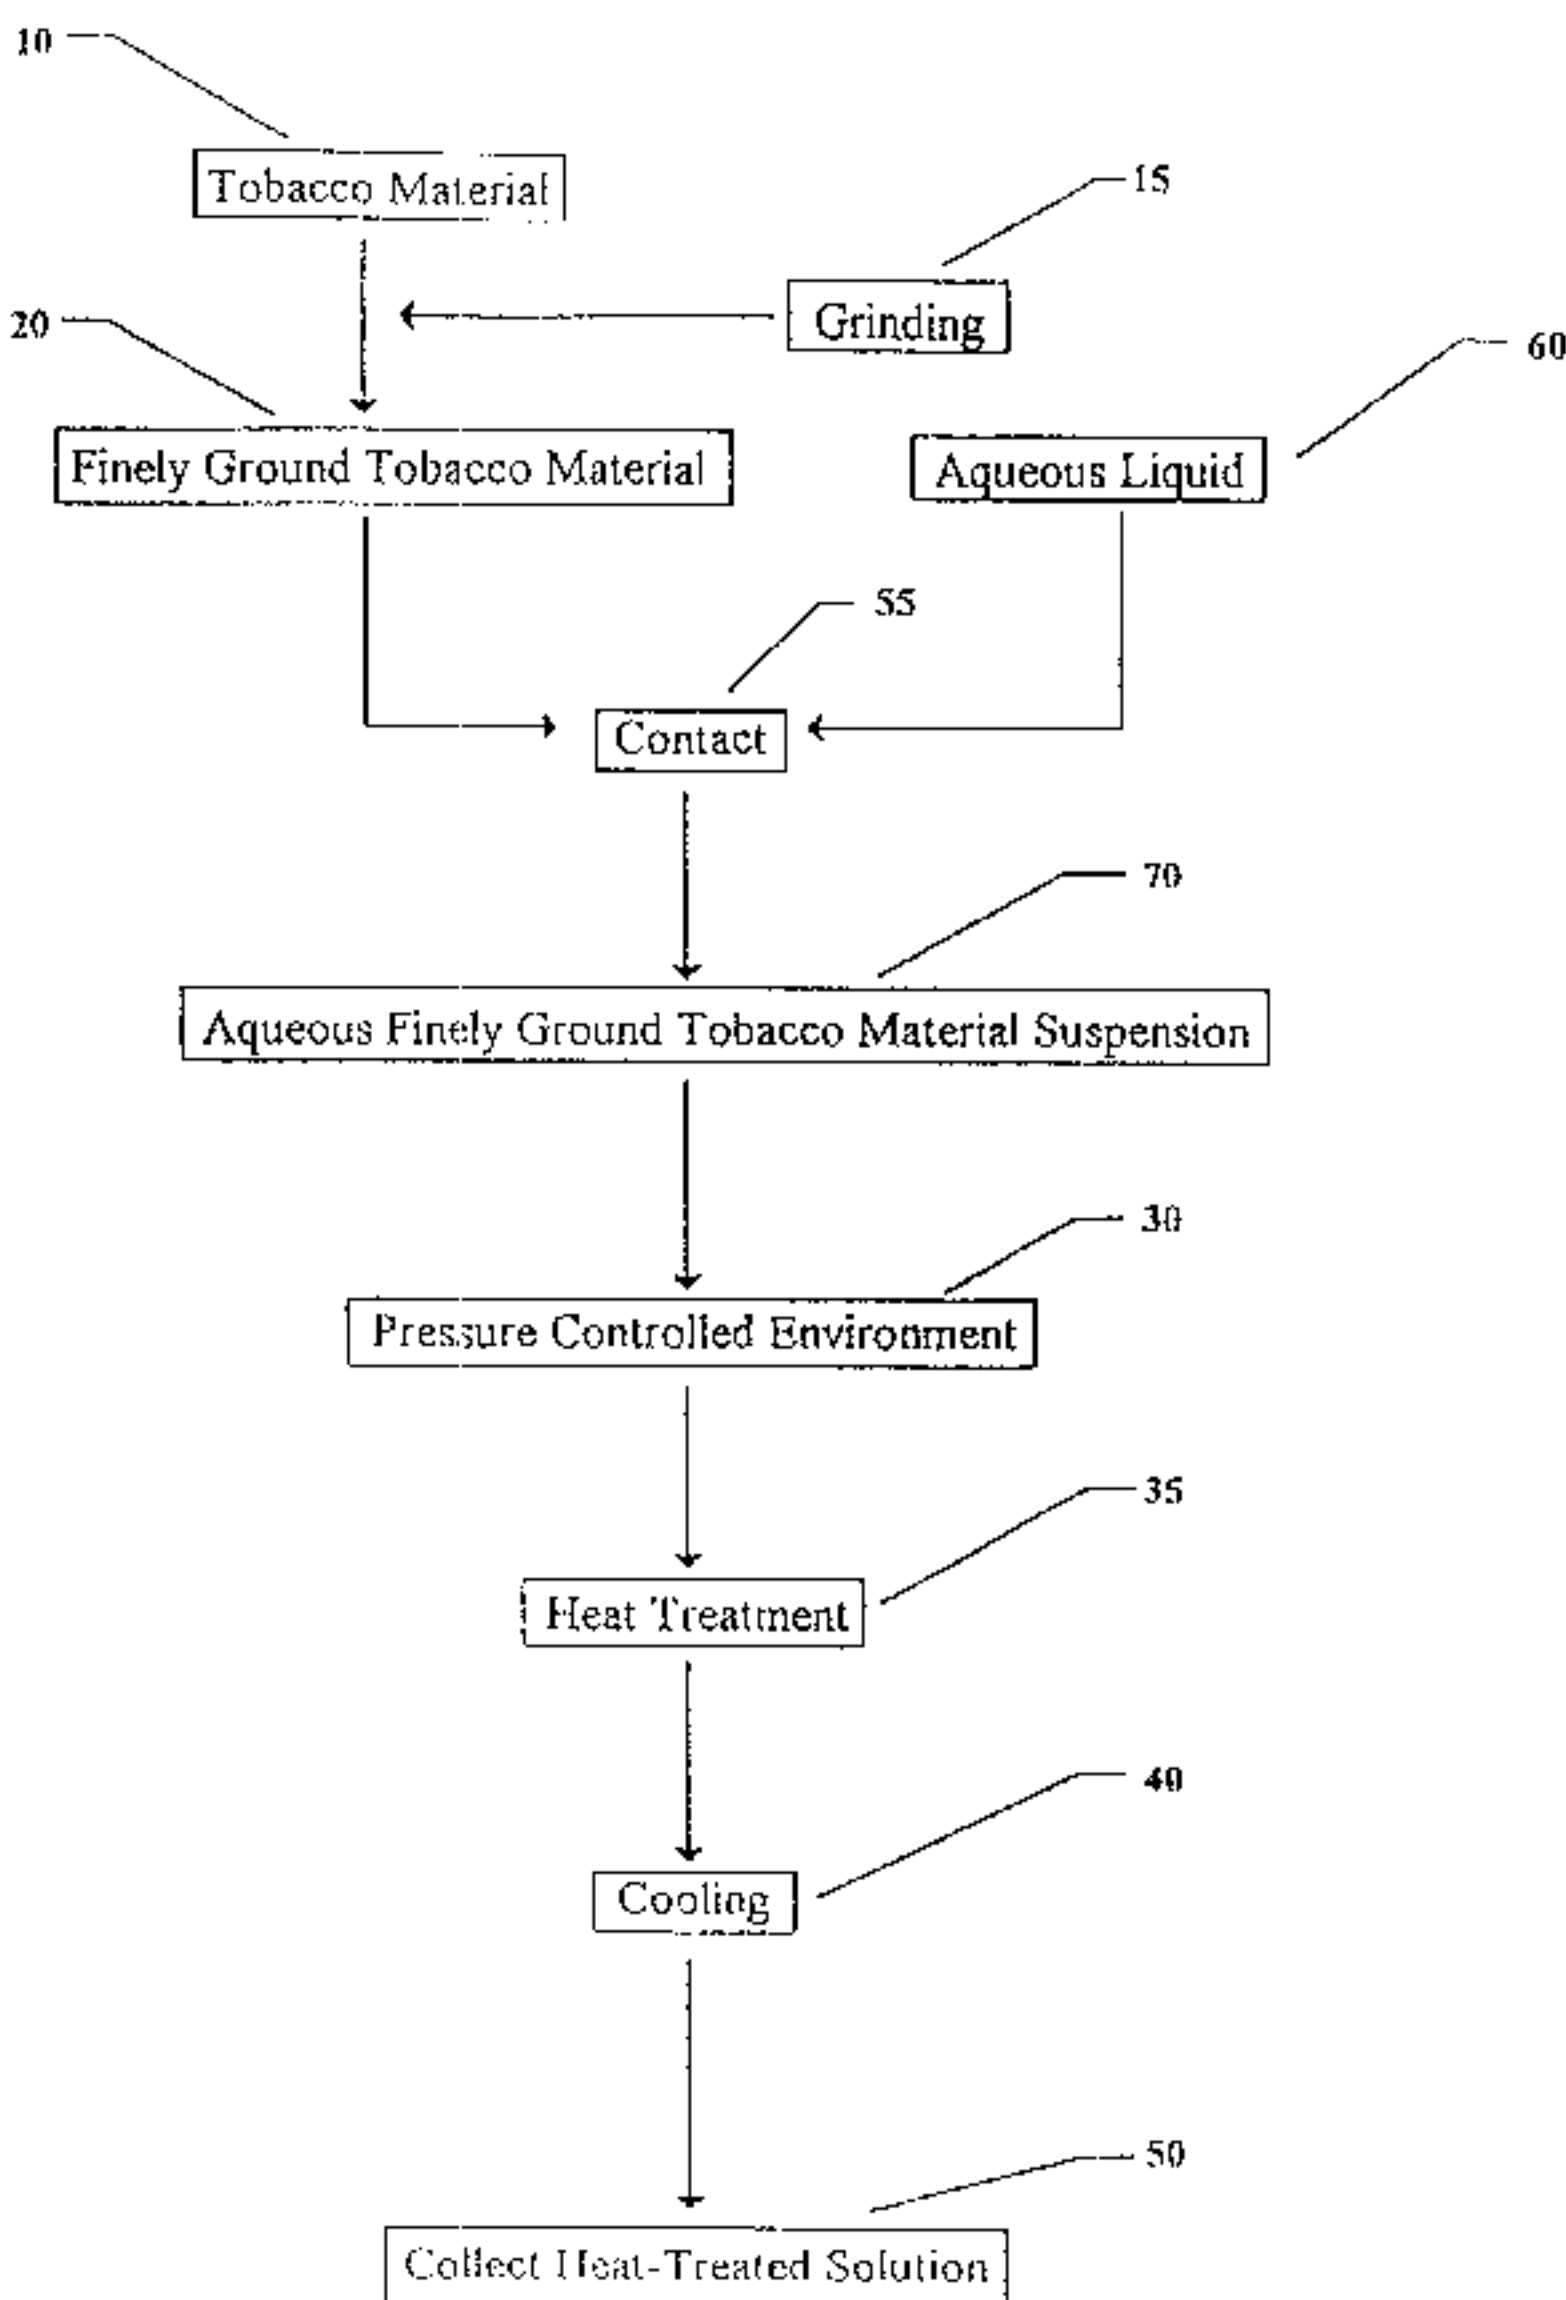 10
Tobacco Material
15
Grinding
20
60
Finely Ground Tobacco Material
Aqueous Liquid
55
Contact
70
Aqueous Finely Ground Tobacco Material Suspension
30
Pressure Controlled Environment
35
Heat Treatment
40
Cooling
50
Collect Heat-Treated Solution